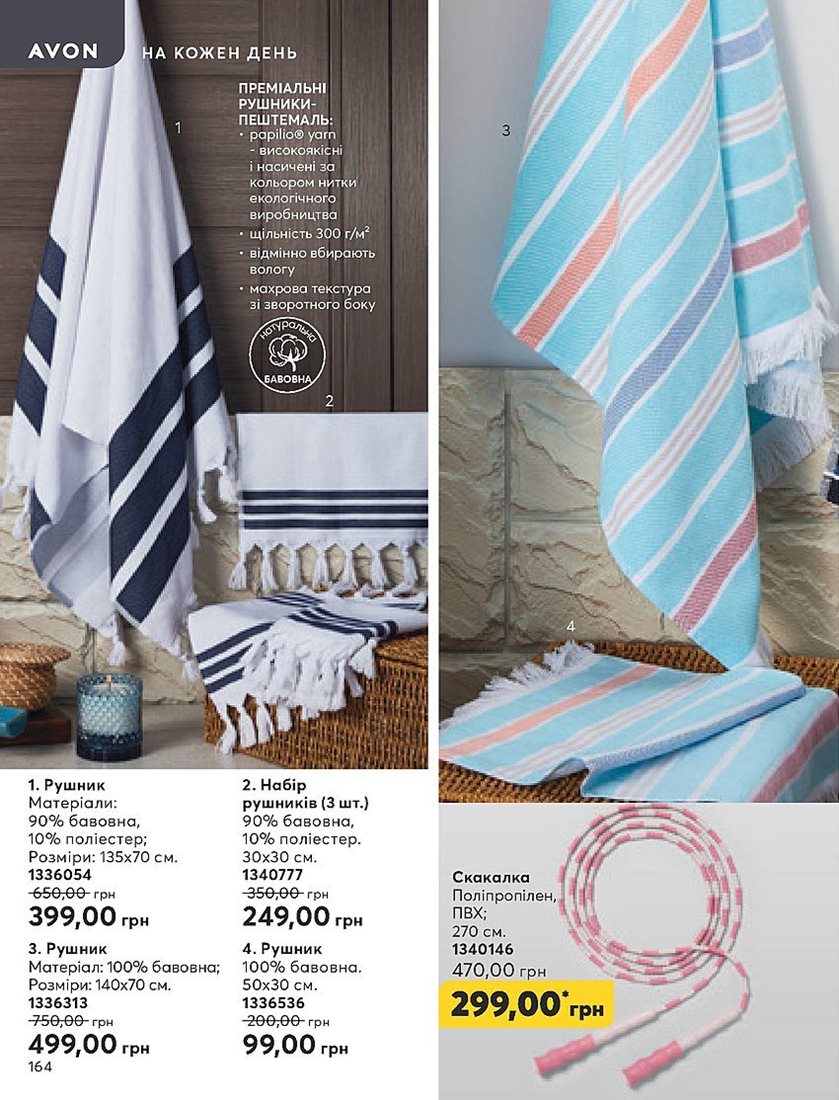 AVON
НА КОЖЕН ДЕНЬ
1
ПРЕМІАЛЬНІ
РУШНИКИ-
ПЕШТЕМАЛЬ:
• papilio® yarn
- високоякісні
і насичені за
кольором нитки
екологічного
виробництва
• щільність 300 г/м²
• відмінно вбирають
вологу
• махрова текстура
зі зворотного боку
натуральна
БАВОВНА
2
3
4
1. Рушник
Матеріали:
90% бавовна,
10% поліестер;
Розміри: 135х70 см.
1336054
650,00 грн
399,00 грн
2. Набір
рушників (3 шт.)
90% бавовна,
10% поліестер.
30х30 см.
1340777
350,00 грн
249,00 грн
3. Рушник
Матеріал: 100% бавовна;
Розміри: 140х70 см.
1336313
750,00 грн
499,00 грн
4. Рушник
100% бавовна.
50х30 см.
1336536
200,00 грн
99,00 грн
Скакалка
Поліпропілен,
ПВХ;
270 см.
1340146
470,00 грн
299,00* грн
164